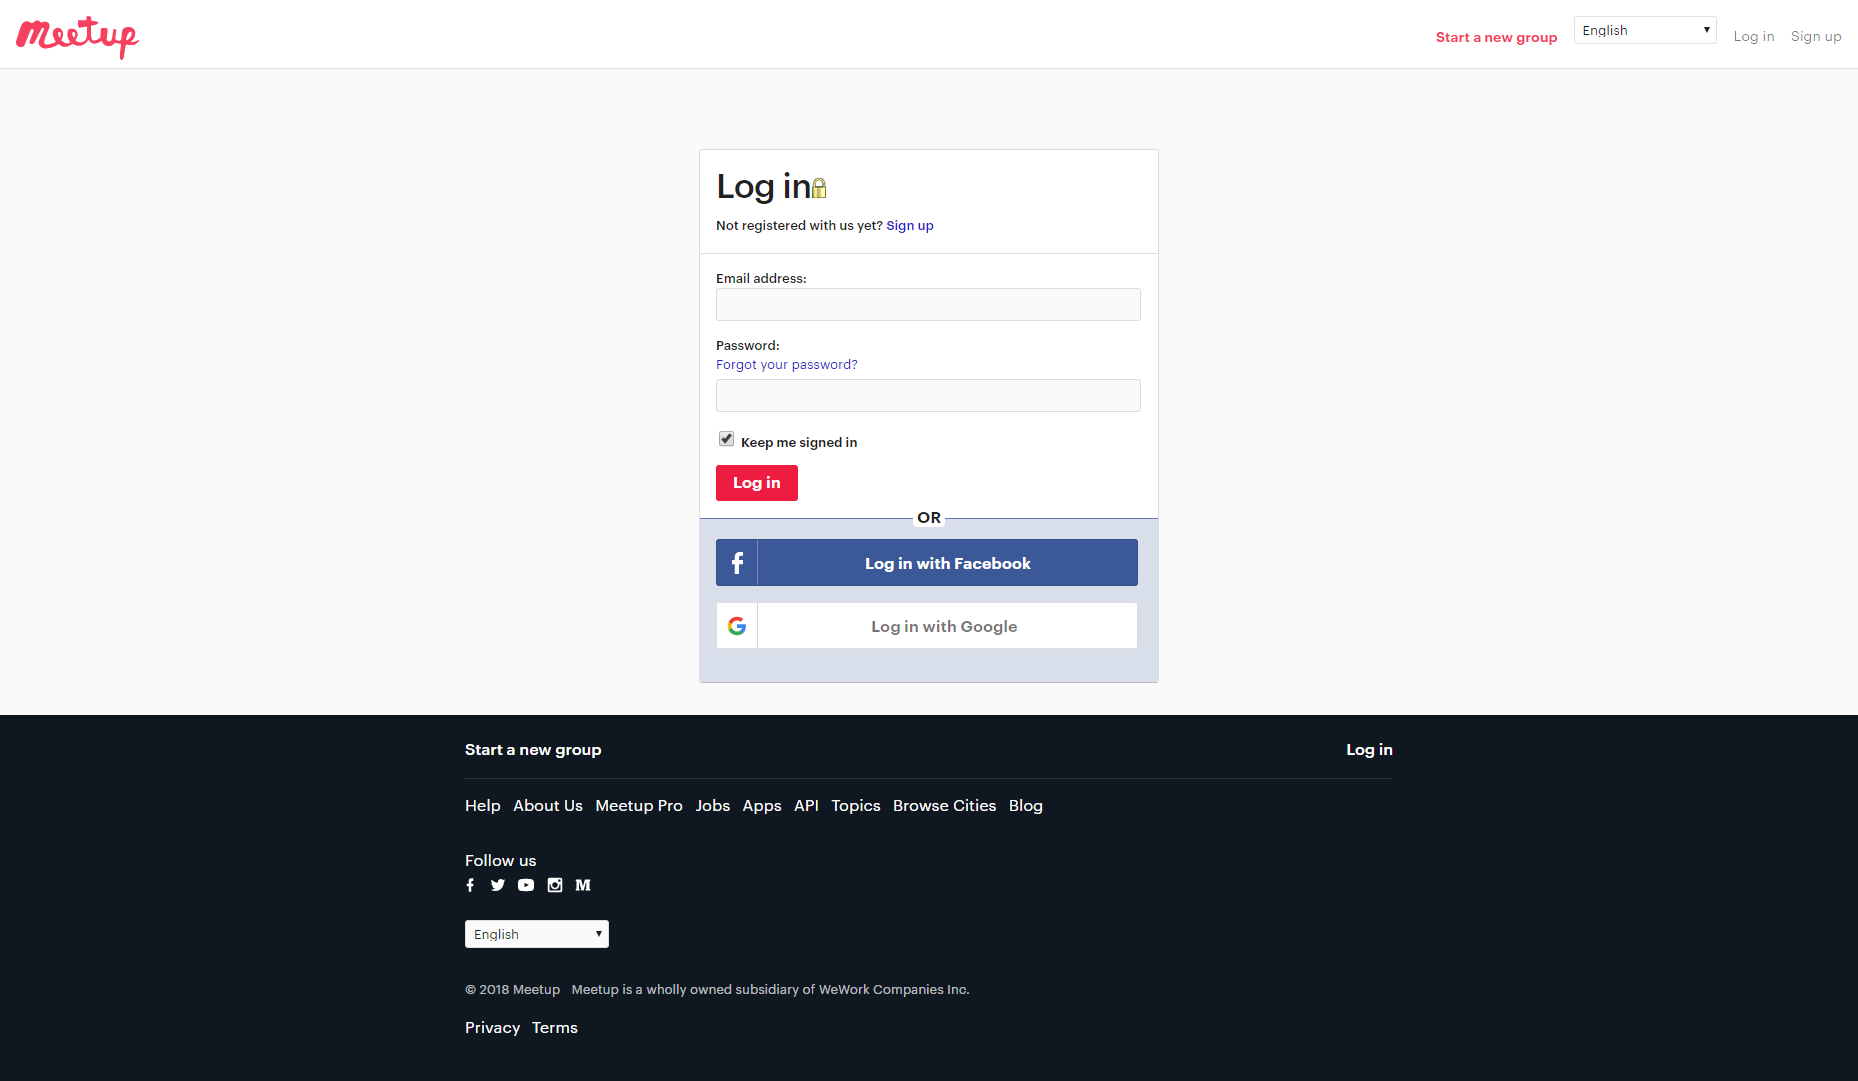 Meetup
Start a new group English Log in Sign up
Log in
Not registered with us yet? Sign up
Email address:
Password:
Forgot your password?
Keep me signed in
Log in
OR
Log in with Facebook
Log in with Google
Start a new group Log in
Help About Us Meetup Pro Jobs Apps API Topics Browse Cities Blog
Follow us
English
© 2018 Meetup Meetup is a wholly owned subsidiary of WeWork Companies Inc.
Privacy Terms